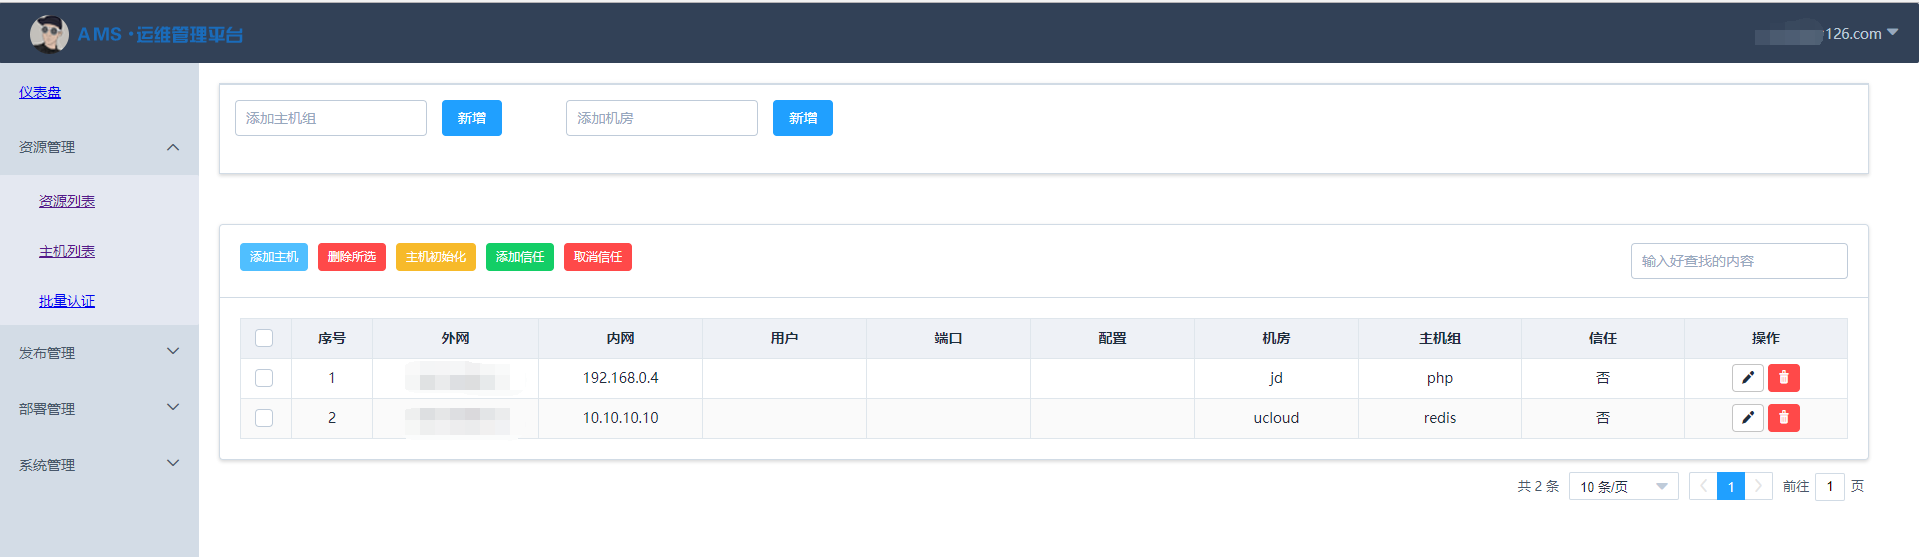 AMS ·运维管理平台
126.com
仪表盘
资源管理
资源列表
主机列表
批量认证
发布管理
部署管理
系统管理
添加主机组 新增 添加机房 新增
添加主机 删除所选 主机初始化 添加信任 取消信任 输入好查找的内容
序号 外网 内网 用户 端口 配置 机房 主机组 信任 操作
1 192.168.0.4 jd php 否
2 10.10.10.10 ucloud redis 否
共 2 条 10 条/页 1 前往 1 页